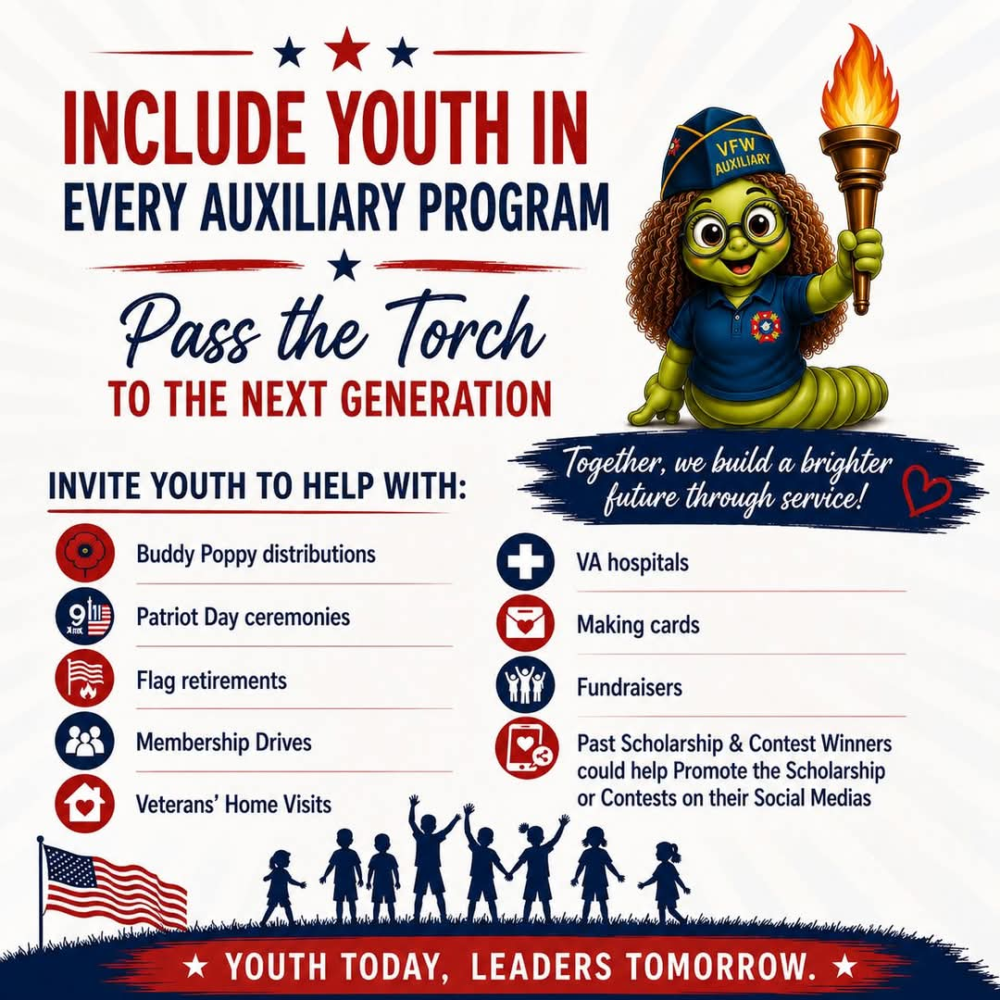 INCLUDE YOUTH IN
EVERY AUXILIARY PROGRAM
Pass the Torch
TO THE NEXT GENERATION
VFW
AUXILIARY
Together, we build a brighter
future through service!
INVITE YOUTH TO HELP WITH:
Buddy Poppy distributions
9
Patriot Day ceremonies
Flag retirements
Membership Drives
Veterans' Home Visits
VA hospitals
Making cards
Fundraisers
Past Scholarship & Contest Winners
could help Promote the Scholarship
or Contests on their Social Medias
★ YOUTH TODAY, LEADERS TOMORROW. ★